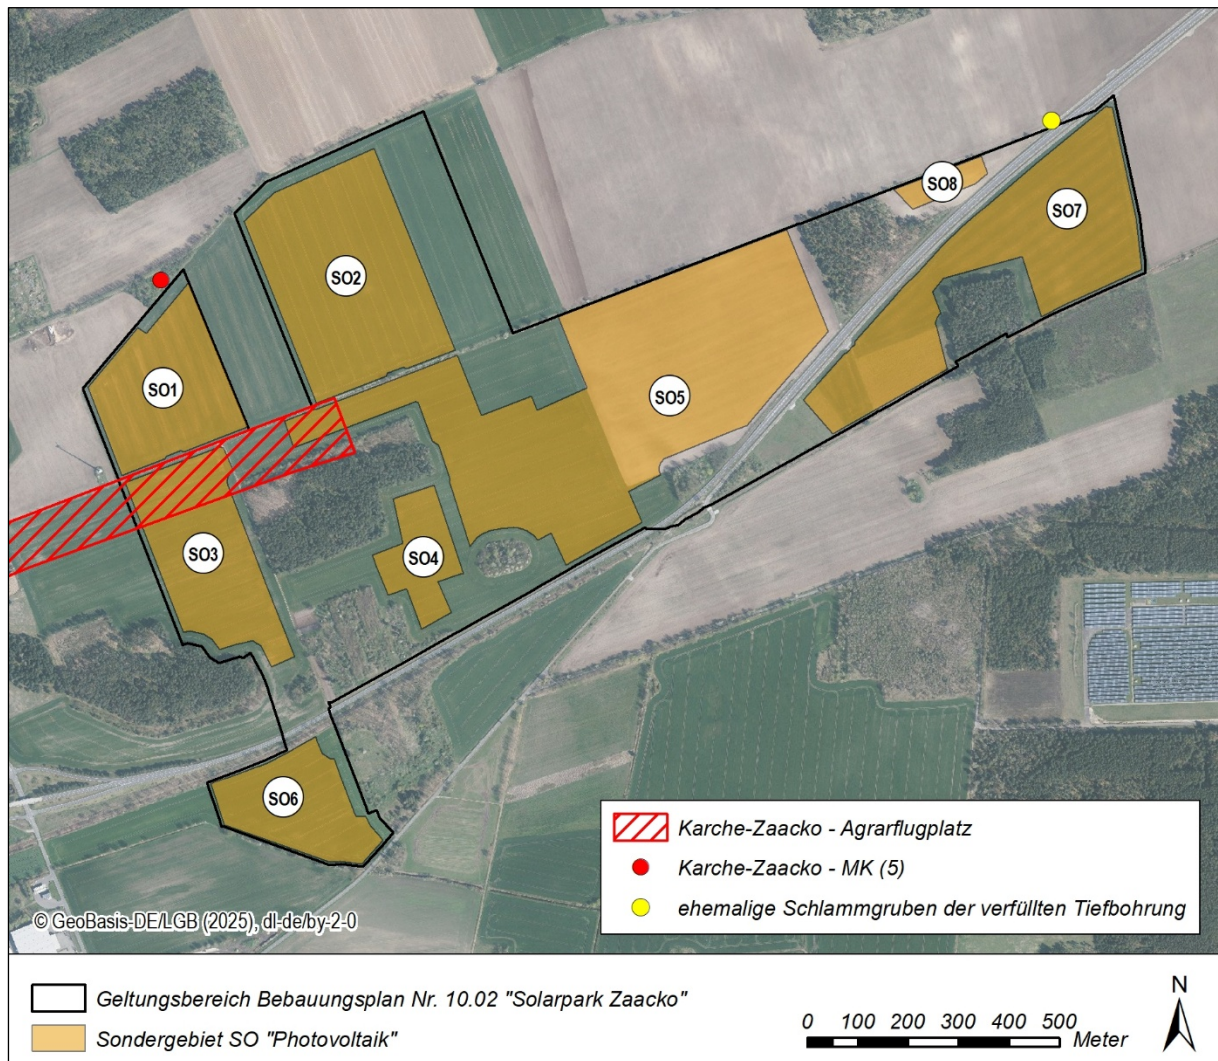 SO8
SO7
SO2
SO1
SO5
SO3
SO4
SO6
Karche-Zaacko - Agrarflugplatz
Karche-Zaacko - MK (5)
ehemalige Schlammgruben der verfüllten Tiefbohrung
© GeoBasis-DE/LGB (2025), dl-de/by-2-0
Geltungsbereich Bebauungsplan Nr. 10.02 "Solarpark Zaacko"
Sondergebiet SO "Photovoltaik"
0 100 200 300 400 500
Meter
N